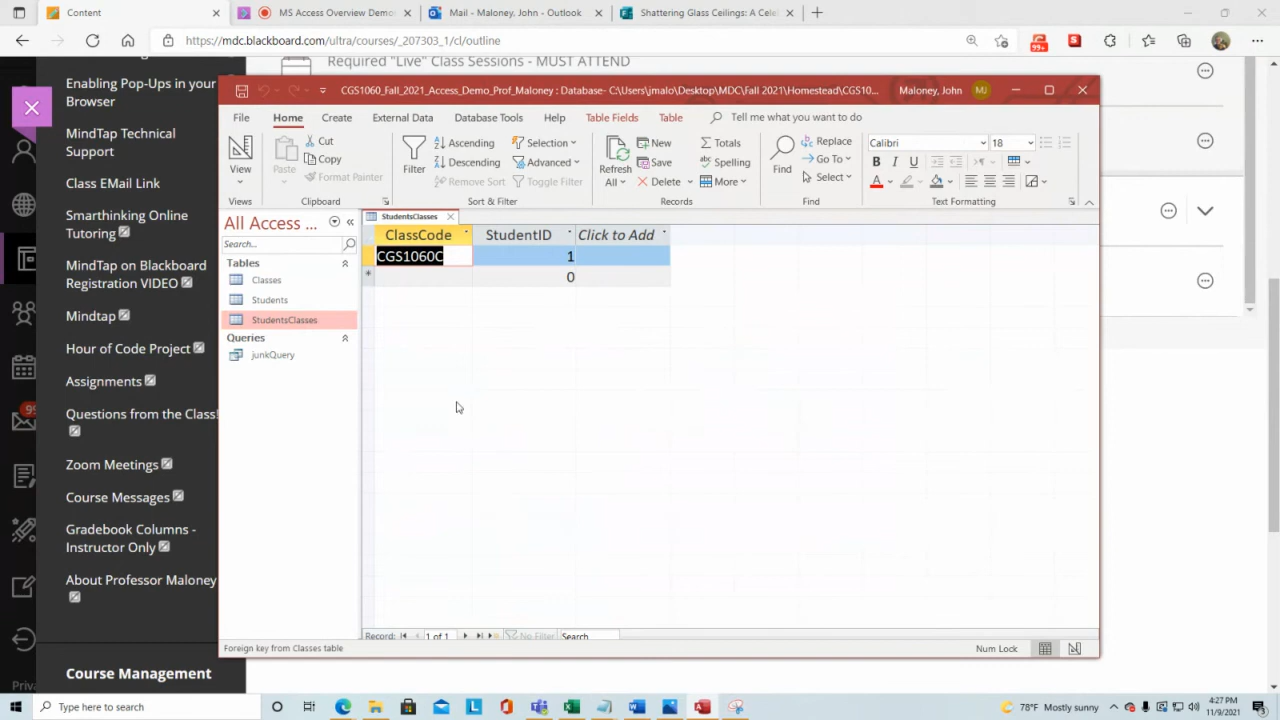 Content
MS Access Overview Demo
Mail - Maloney, John - Outlook
Shattering Glass Ceilings: A Cele
https://mdc.blackboard.com/ultra/courses/_207303_1/cl/outline
99+
Required "Live" Class Sessions - MUST ATTEND
Enabling Pop-Ups in your
Browser
MindTap Technical
Support
Class EMail Link
Smarthinking Online
Tutoring
MindTap on Blackboard
Registration VIDEO
Mindtap
Hour of Code Project
Assignments
Questions from the Class!
Zoom Meetings
Course Messages
Gradebook Columns -
Instructor Only
About Professor Maloney
Course Management
CGS1060_Fall_2021_Access_Demo_Prof_Maloney : Database- C:\Users\jmalo\Desktop\MDC\Fall 2021\Homestead\CGS10...
Maloney, John MJ
File Home Create External Data Database Tools Help Table Fields Table Tell me what you want to do
View
Views
Paste
Cut
Copy
Format Painter
Clipboard
Filter
Ascending
Descending
Remove Sort
Selection
Advanced
Toggle Filter
Sort & Filter
Refresh
All
New
Save
Delete
Totals
Spelling
More
Records
Find
Replace
Go To
Select
Find
Calibri 18
B I U
A
Text Formatting
All Access ...
Search...
Tables
Classes
Students
StudentsClasses
Queries
junkQuery
StudentsClasses
ClassCode StudentID Click to Add
CGS1060C 1
* 0
Record: 1 of 1 No Filter Search
Foreign key from Classes table
Num Lock
Type here to search
78°F Mostly sunny
4:27 PM
11/9/2021